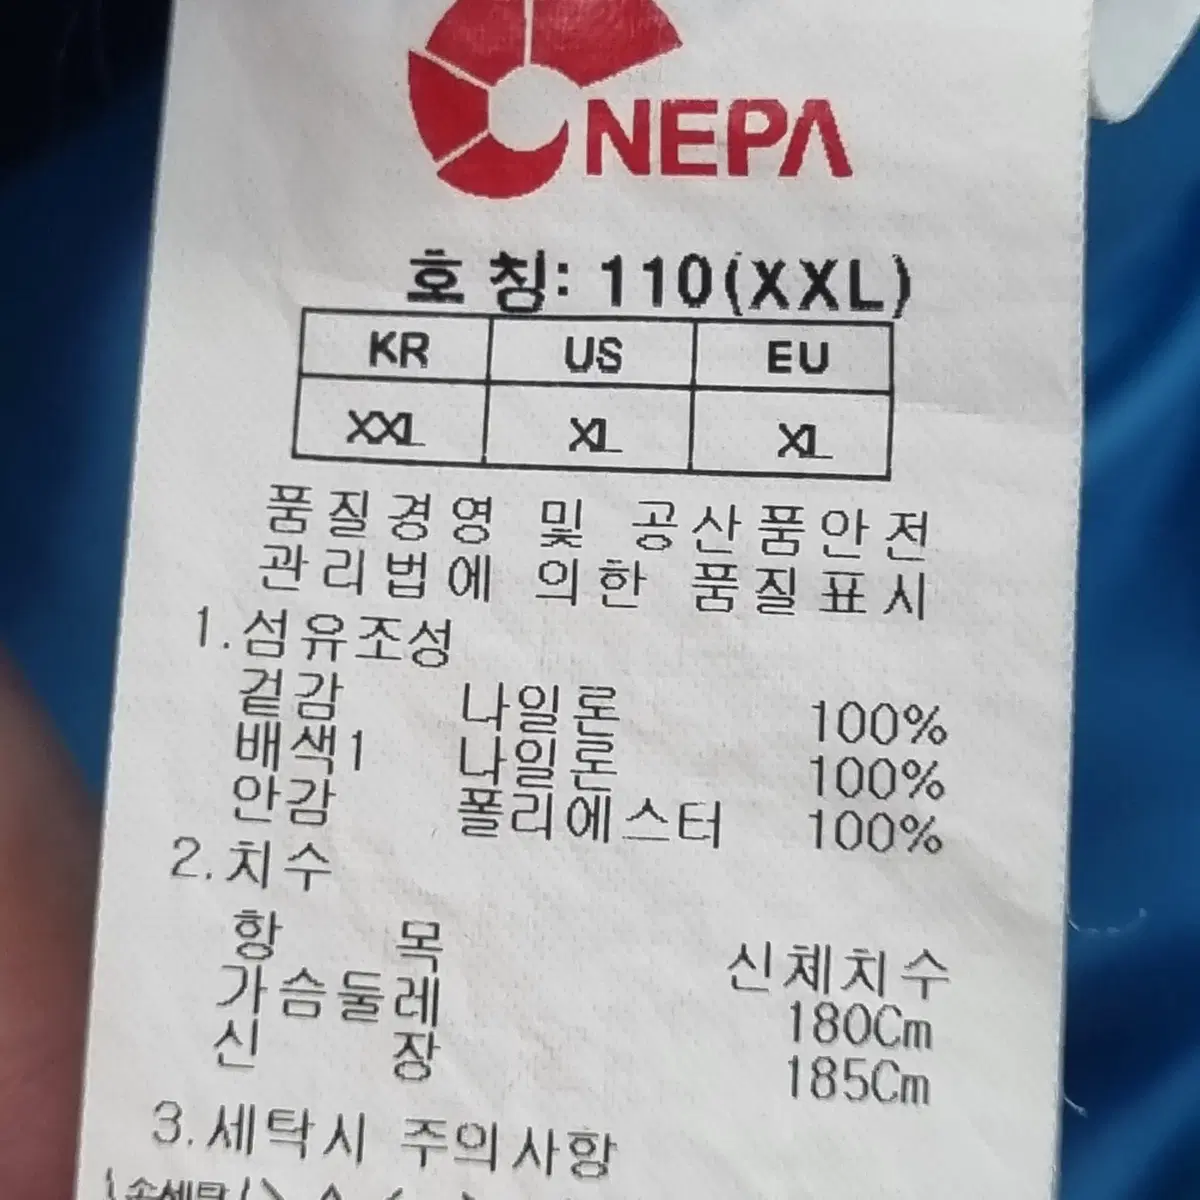 NEPA
호 칭: 110(XXL)
KR US EU
XXL XL XL
품질경영 및 공산품안전
관리법에 의한 품질표시
1.섬유조성
겉감 나일론 100%
배색1 나일론 100%
안감 폴리에스터 100%
2.치수
항 목 신체치수
가슴둘레 180Cm
신 장 185Cm
3.세탁시 주의사항